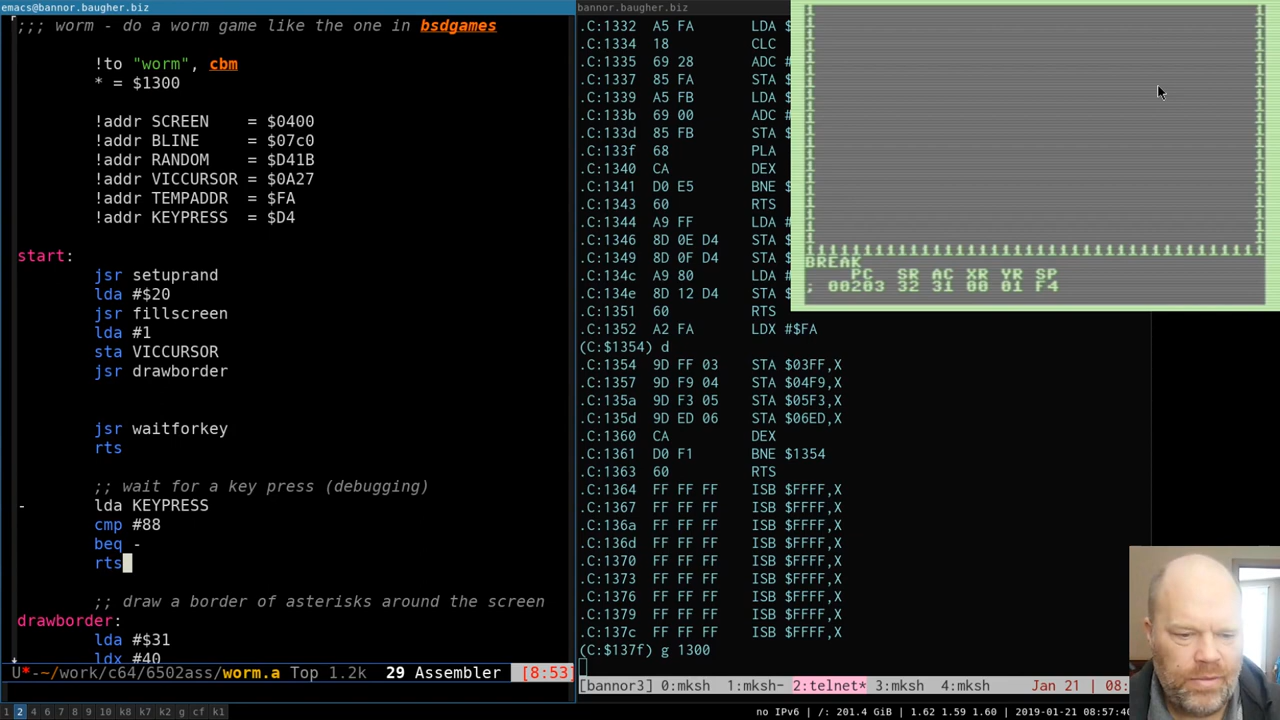 emacs@bannor.baugher.biz
;;; worm - do a worm game like the one in bsdgames
!to "worm", cbm
* = $1300
!addr SCREEN    = $0400
!addr BLINE     = $07c0
!addr RANDOM    = $D41B
!addr VICCURSOR = $0A27
!addr TEMPADDR  = $FA
!addr KEYPRESS  = $D4
start:
jsr setuprand
lda #$20
jsr fillscreen
lda #1
sta VICCURSOR
jsr drawborder
jsr waitforkey
rts
;; wait for a key press (debugging)
-       lda KEYPRESS
cmp #88
beq -
rts
;; draw a border of asterisks around the screen
drawborder:
lda #$31
ldx #40
U*-~/work/c64/6502ass/worm.a   Top 1.2k   29 Assembler   [8:53]
bannor.baugher.biz
.C:1332  A5 FA       LDA $
.C:1334  18          CLC
.C:1335  69 28       ADC #
.C:1337  85 FA       STA $
.C:1339  A5 FB       LDA $
.C:133b  69 00       ADC #
.C:133d  85 FB       STA $
.C:133f  68          PLA
.C:1340  CA          DEX
.C:1341  D0 E5       BNE $
.C:1343  60          RTS
.C:1344  A9 FF       LDA #
.C:1346  8D 0E D4    STA $
.C:1349  8D 0F D4    STA $
.C:134c  A9 80       LDA #
.C:134e  8D 12 D4    STA $
.C:1351  60          RTS
.C:1352  A2 FA       LDX #$FA
(C:$1354) d
.C:1354  9D FF 03    STA $03FF,X
.C:1357  9D F9 04    STA $04F9,X
.C:135a  9D F3 05    STA $05F3,X
.C:135d  9D ED 06    STA $06ED,X
.C:1360  CA          DEX
.C:1361  D0 F1       BNE $1354
.C:1363  60          RTS
.C:1364  FF FF FF    ISB $FFFF,X
.C:1367  FF FF FF    ISB $FFFF,X
.C:136a  FF FF FF    ISB $FFFF,X
.C:136d  FF FF FF    ISB $FFFF,X
.C:1370  FF FF FF    ISB $FFFF,X
.C:1373  FF FF FF    ISB $FFFF,X
.C:1376  FF FF FF    ISB $FFFF,X
.C:1379  FF FF FF    ISB $FFFF,X
.C:137c  FF FF FF    ISB $FFFF,X
(C:$137f) g 1300
[bannor3] 0:mksh  1:mksh- 2:telnet* 3:mksh  4:mksh   Jan 21 | 08:
BREAK
PC  SR AC XR YR SP
; 00203 32 31 00 01 F4
1 2 3 4 5 6 7 8 9 10 k8 k7 k2 g cf k1
no IPv6 | /: 201.4 GiB | 1.62 1.59 1.60 | 2019-01-21 08:57:40